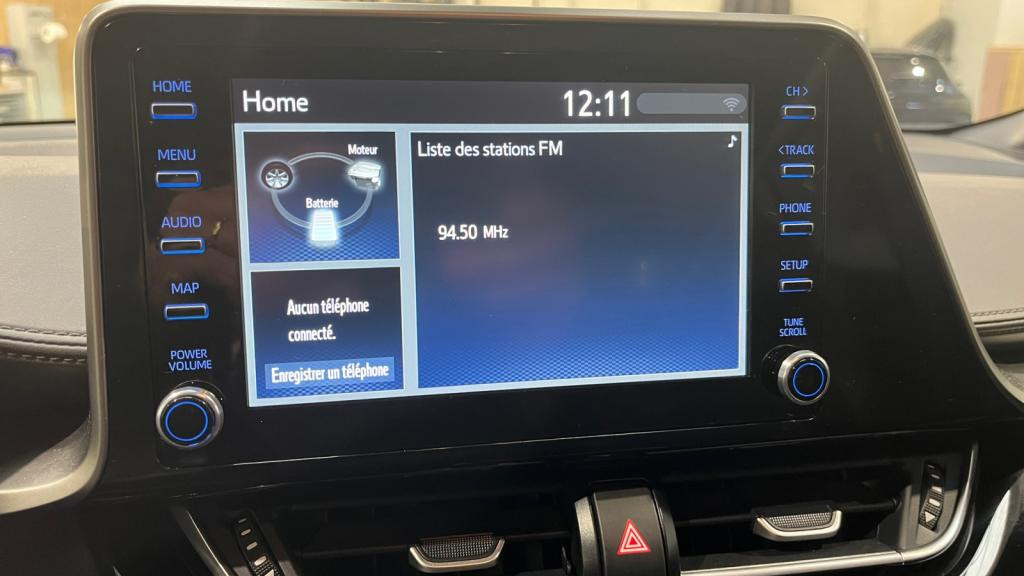 HOME
MENU
AUDIO
MAP
POWER
VOLUME
Home
12:11
Moteur
Batterie
Aucun téléphone
connecté.
Enregistrer un téléphone
Liste des stations FM
94.50 MHz
CH >
<TRACK
PHONE
SETUP
TUNE
SCROLL